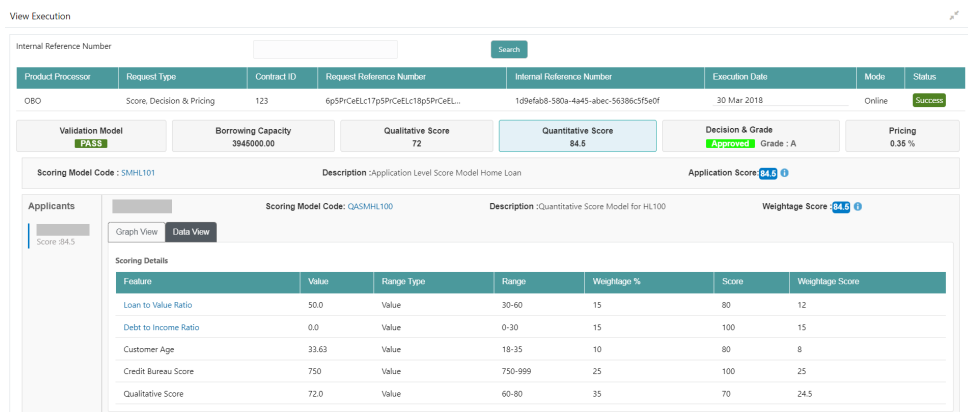 View Execution
Internal Reference Number
Search
Product Processor Request Type Contract ID Request Reference Number Internal Reference Number Execution Date Mode Status
OBO Score, Decision & Pricing 123 6p5PrCeELc17p5PrCeELc18p5PrCeEL... 1d9efab8-580a-4a45-abec-56386c5f5e0f 30 Mar 2018 Online Success
Validation Model Borrowing Capacity Qualitative Score Quantitative Score Decision & Grade Pricing
PASS 3945000.00 72 84.5 Approved Grade : A 0.35 %
Scoring Model Code : SMHL101 Description :Application Level Score Model Home Loan Application Score:84.5
Applicants Scoring Model Code: QASMHL100 Description :Quantitative Score Model for HL100 Weightage Score :84.5
Score :84.5
Graph View Data View
Scoring Details
Feature Value Range Type Range Weightage % Score Weightage Score
Loan to Value Ratio 50.0 Value 30-60 15 80 12
Debt to Income Ratio 0.0 Value 0-30 15 100 15
Customer Age 33.63 Value 18-35 10 80 8
Credit Bureau Score 750 Value 750-999 25 100 25
Qualitative Score 72.0 Value 60-80 35 70 24.5